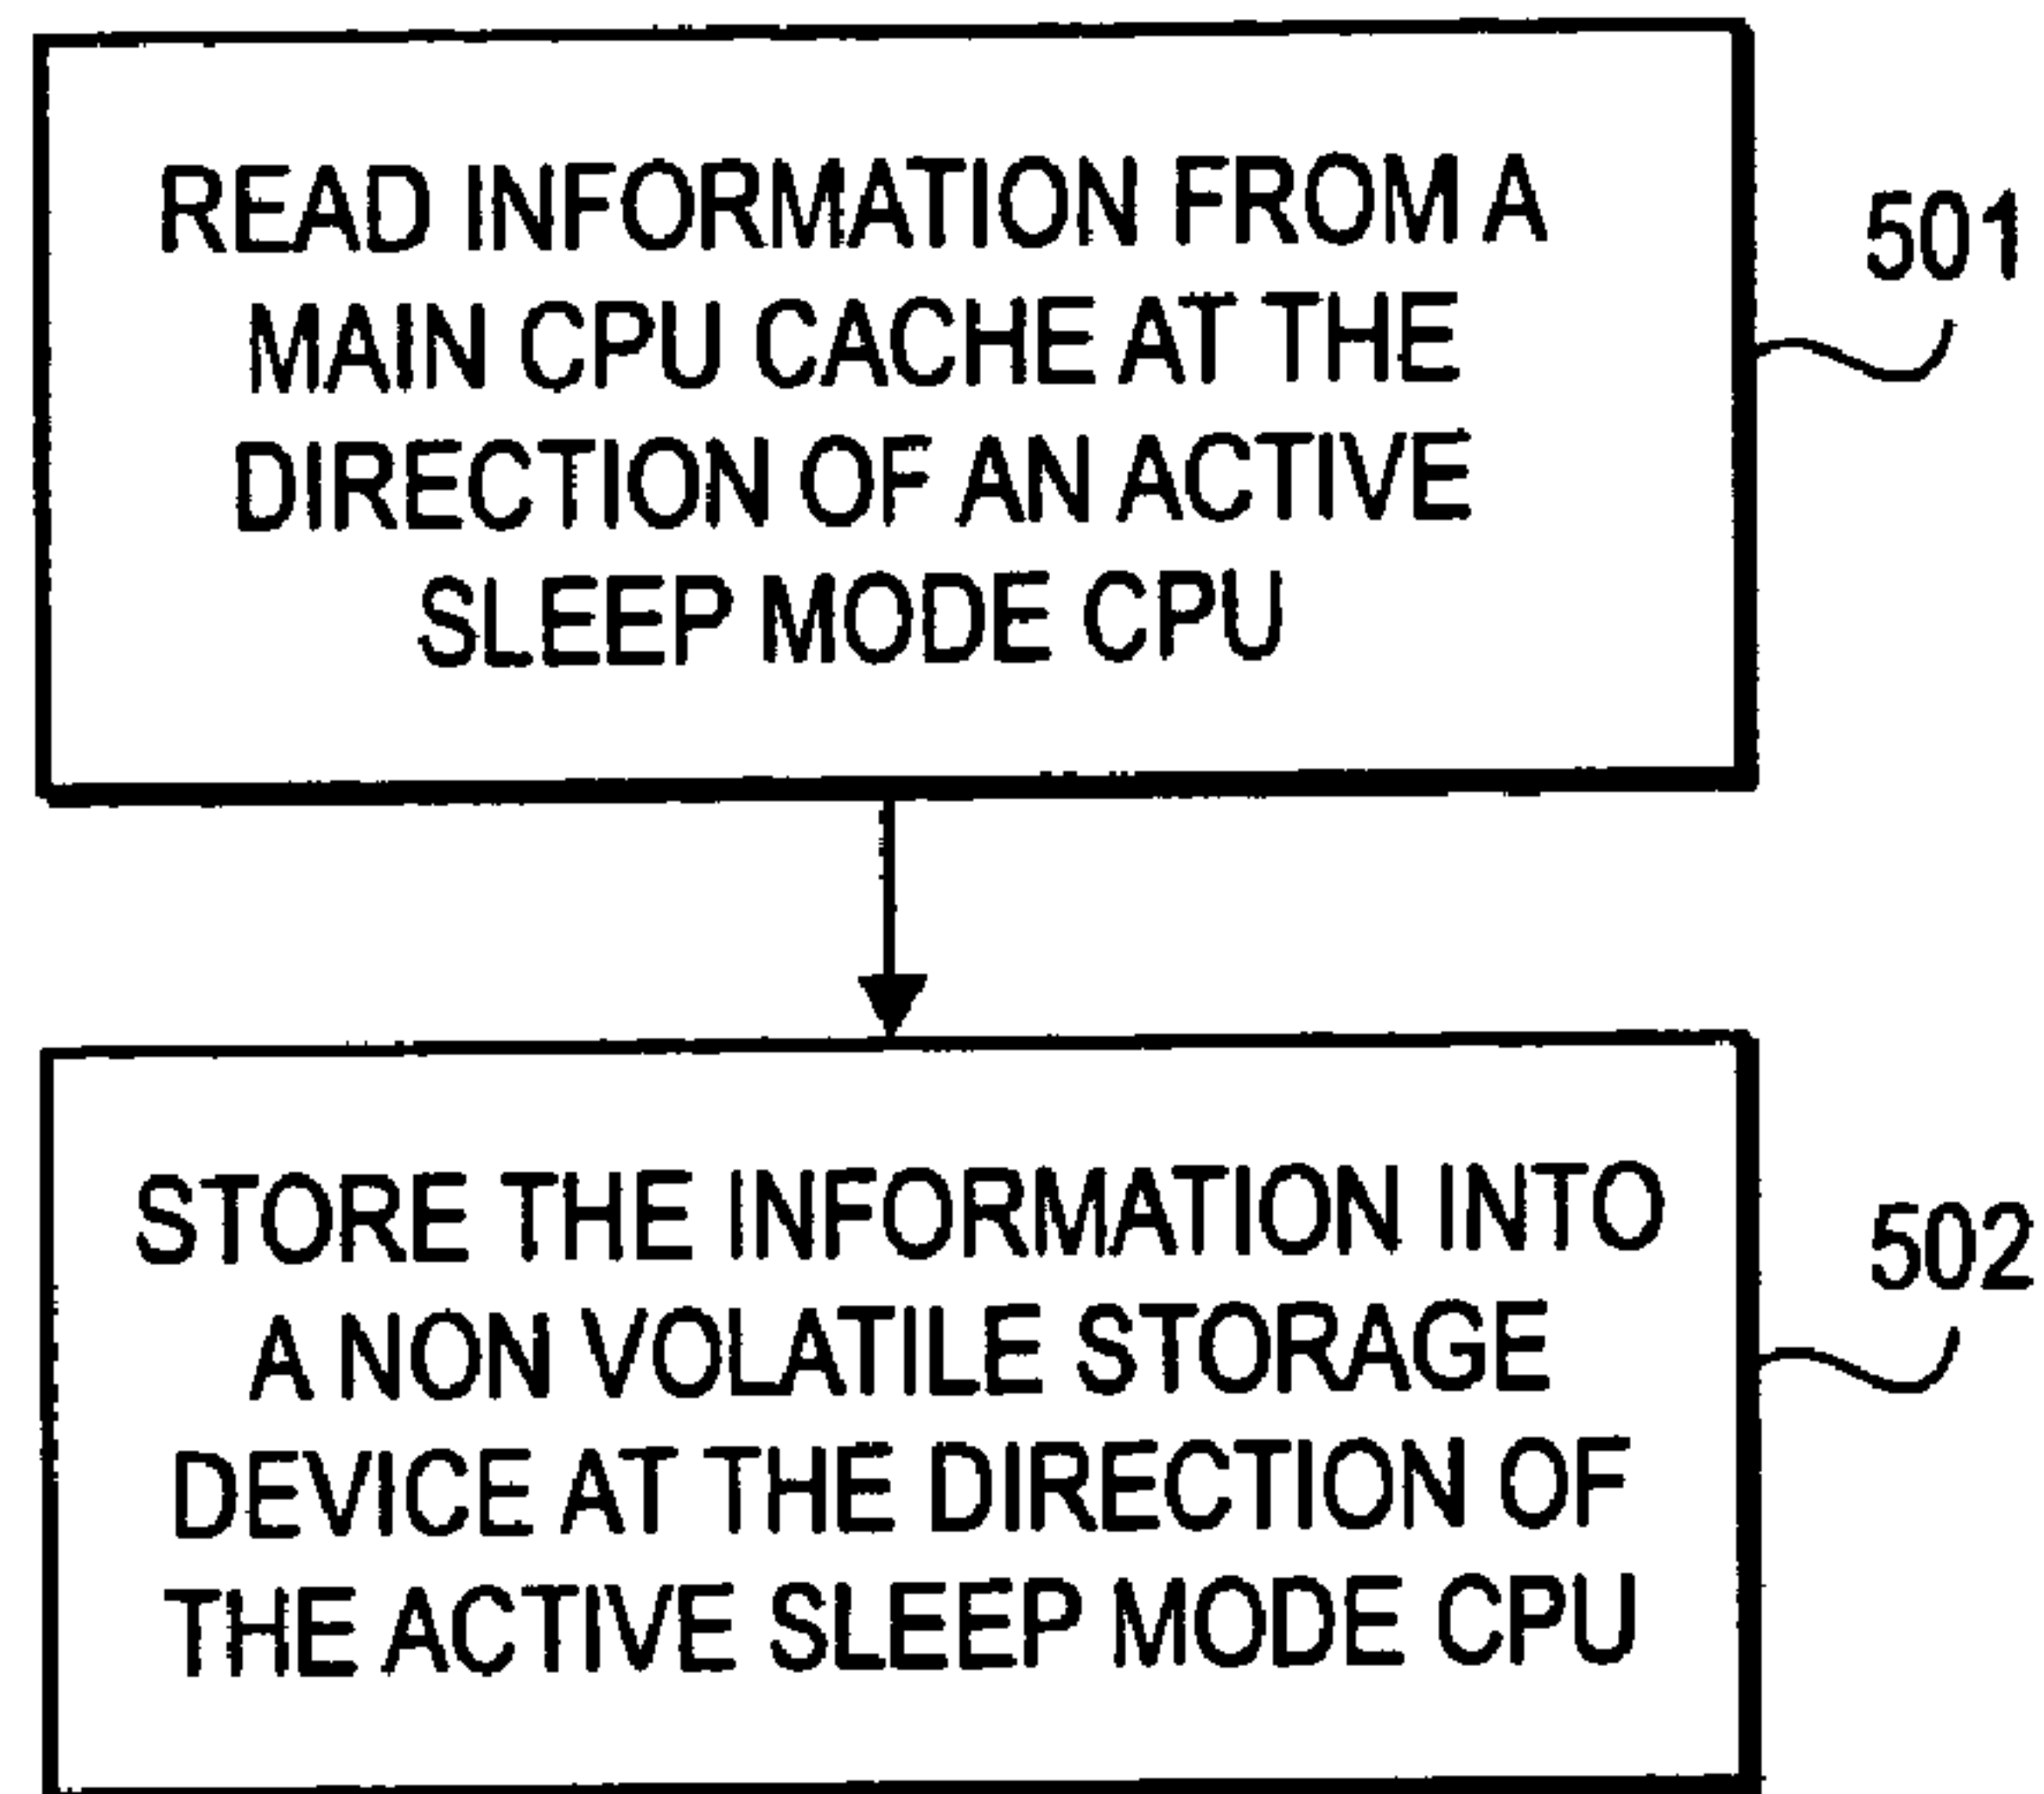 READ INFORMATION FROM A
MAIN CPU CACHE AT THE
DIRECTION OF AN ACTIVE
SLEEP MODE CPU
501
STORE THE INFORMATION INTO
A NON VOLATILE STORAGE
DEVICE AT THE DIRECTION OF
THE ACTIVE SLEEP MODE CPU
502